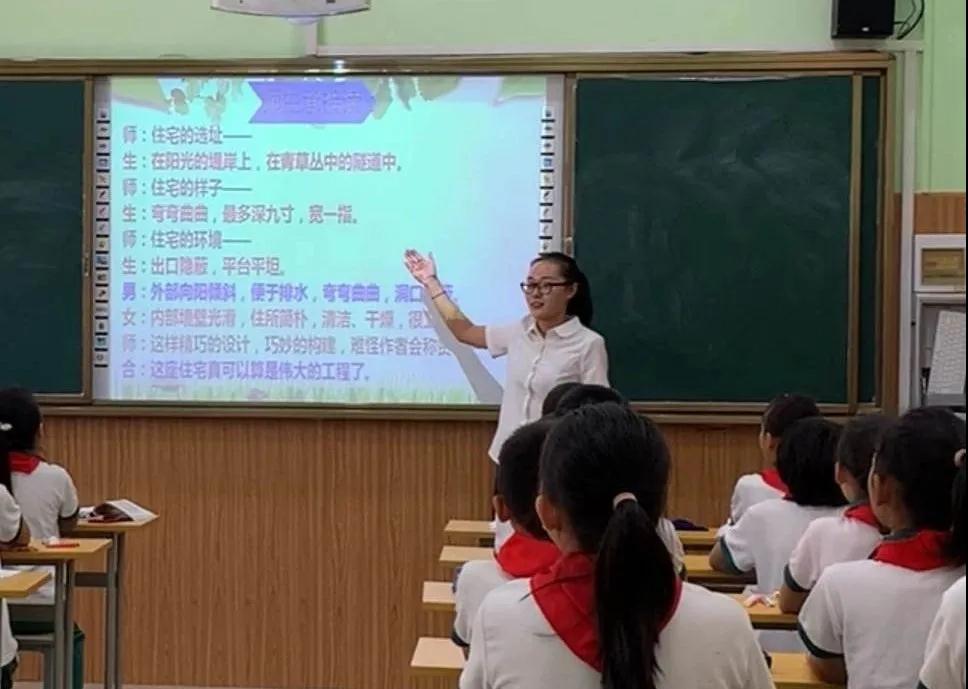 师：住宅的选址——
生：在阳光的堤岸上，在青草丛中的隧道中。
师：住宅的样子——
生：弯弯曲曲，最多深九寸，宽一指。
师：住宅的环境——
生：出口隐蔽，平台平坦。
男：外部向阳倾斜，便于排水，弯弯曲曲，洞口
女：内部墙壁光滑，住所简朴，清洁、干燥，很卫
师：这样精巧的设计，巧妙的构建，难怪作者会称赞
合：这座住宅真可以算是伟大的工程了。